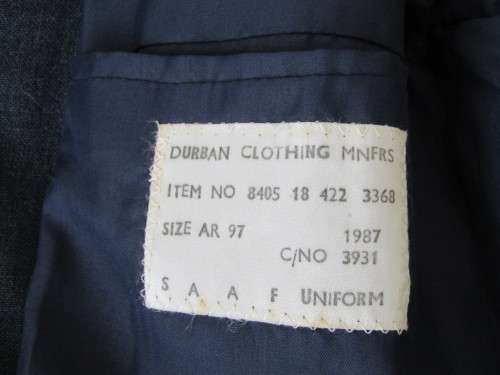 DURBAN CLOTHING MNFRS
ITEM NO 8405 18 422 3368
SIZE AR 97 1987
C/NO 3931
S A A F UNIFORM